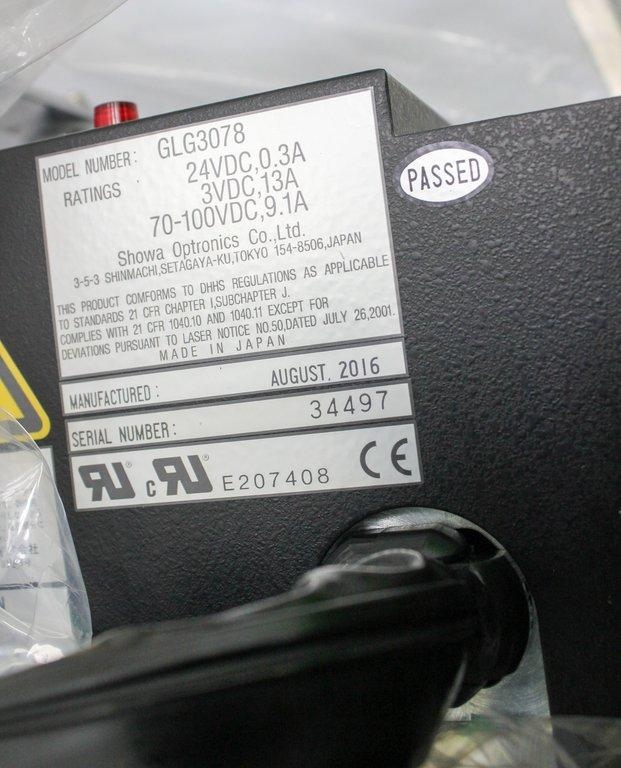 MODEL NUMBER: GLG3078
RATINGS 24VDC,0.3A
3VDC,13A
70-100VDC,9.1A
Showa Optronics Co.,Ltd.
3-5-3 SHINMACHI,SETAGAYA-KU,TOKYO 154-8506,JAPAN
THIS PRODUCT CONFORMS TO DHHS REGULATIONS AS APPLICABLE
TO STANDARDS 21 CFR CHAPTER I,SUBCHAPTER J.
COMPLIES WITH 21 CFR 1040.10 AND 1040.11 EXCEPT FOR
DEVIATIONS PURSUANT TO LASER NOTICE NO.50,DATED JULY 26,2001.
MADE IN JAPAN
MANUFACTURED: AUGUST. 2016
SERIAL NUMBER: 34497
RU® cRU® E207408 CE
PASSED